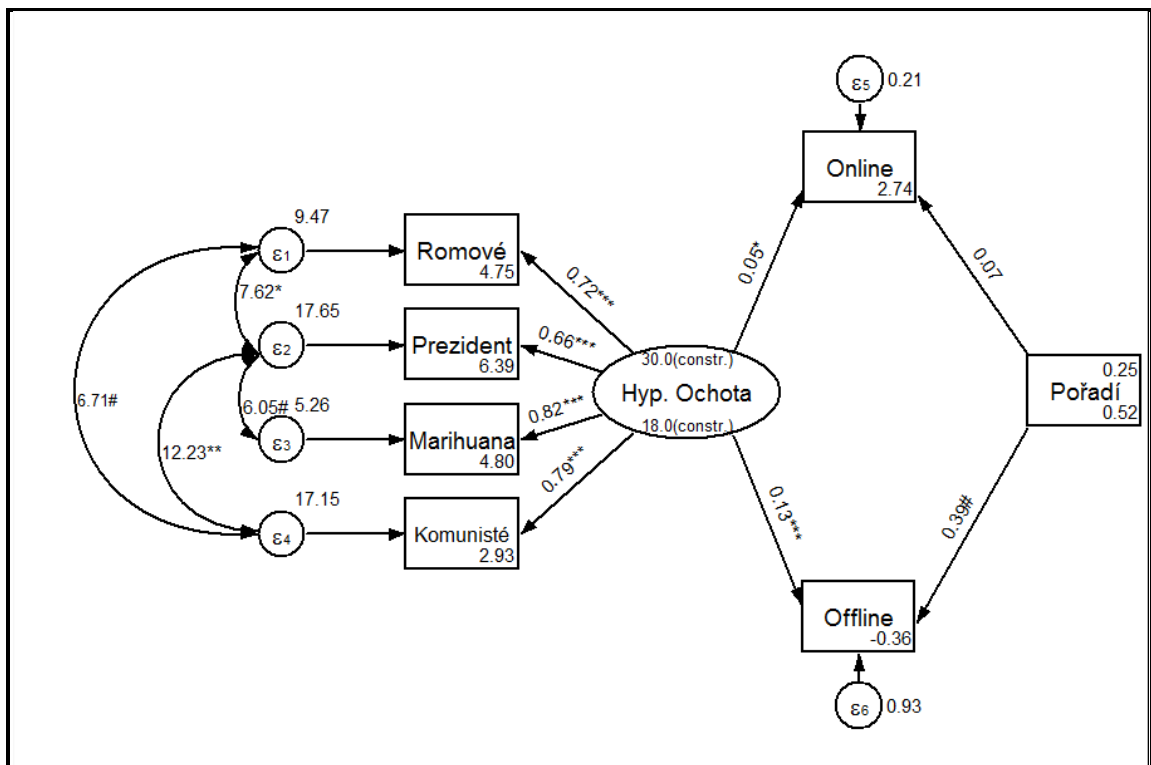 ε5 0.21
Online
2.74
9.47
ε1
Romové
4.75
0.72***
0.05*
0.07
7.62*
17.65
ε2
Prezident
6.39
0.66***
30.0(constr.)
Hyp. Ochota
18.0(constr.)
0.25
Pořadí
0.52
6.71#
6.05# 5.26
ε3
Marihuana
4.80
0.82***
12.23**
0.79***
17.15
ε4
Komunisté
2.93
0.13***
0.39#
Offline
-0.36
ε6 0.93